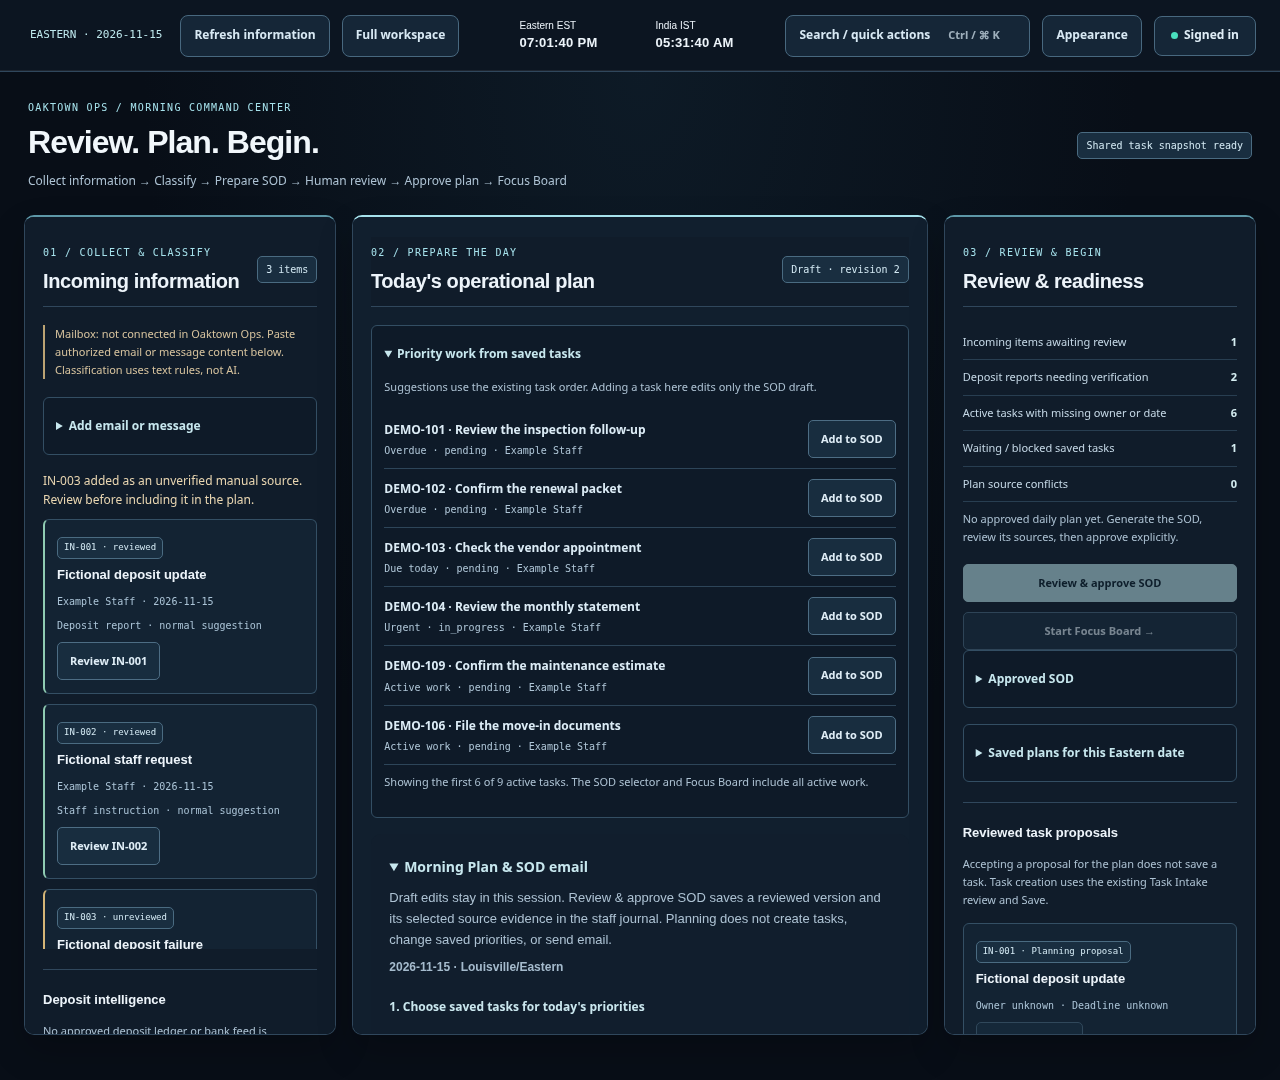 EASTERN · 2026-11-15
Refresh information
Full workspace
Eastern EST
07:01:40 PM
India IST
05:31:40 AM
Search / quick actions Ctrl / ⌘ K
Appearance
Signed in
OAKTOWN OPS / MORNING COMMAND CENTER
Review. Plan. Begin.
Shared task snapshot ready
Collect information → Classify → Prepare SOD → Human review → Approve plan → Focus Board
01 / COLLECT & CLASSIFY
Incoming information
3 items
Mailbox: not connected in Oaktown Ops. Paste
authorized email or message content below.
Classification uses text rules, not AI.
▶ Add email or message
IN-003 added as an unverified manual source.
Review before including it in the plan.
IN-001 · reviewed
Fictional deposit update
Example Staff · 2026-11-15
Deposit report · normal suggestion
Review IN-001
IN-002 · reviewed
Fictional staff request
Example Staff · 2026-11-15
Staff instruction · normal suggestion
Review IN-002
IN-003 · unreviewed
Fictional deposit failure
Deposit intelligence
No approved deposit ledger or bank feed is
02 / PREPARE THE DAY
Today's operational plan
Draft · revision 2
▼ Priority work from saved tasks
Suggestions use the existing task order. Adding a task here edits only the SOD draft.
DEMO-101 · Review the inspection follow-up
Overdue · pending · Example Staff
Add to SOD
DEMO-102 · Confirm the renewal packet
Overdue · pending · Example Staff
Add to SOD
DEMO-103 · Check the vendor appointment
Due today · pending · Example Staff
Add to SOD
DEMO-104 · Review the monthly statement
Urgent · in_progress · Example Staff
Add to SOD
DEMO-109 · Confirm the maintenance estimate
Active work · pending · Example Staff
Add to SOD
DEMO-106 · File the move-in documents
Active work · pending · Example Staff
Add to SOD
Showing the first 6 of 9 active tasks. The SOD selector and Focus Board include all active work.
▼ Morning Plan & SOD email
Draft edits stay in this session. Review & approve SOD saves a reviewed version and
its selected source evidence in the staff journal. Planning does not create tasks,
change saved priorities, or send email.
2026-11-15 · Louisville/Eastern
1. Choose saved tasks for today's priorities
03 / REVIEW & BEGIN
Review & readiness
Incoming items awaiting review 1
Deposit reports needing verification 2
Active tasks with missing owner or date 6
Waiting / blocked saved tasks 1
Plan source conflicts 0
No approved daily plan yet. Generate the SOD,
review its sources, then approve explicitly.
Review & approve SOD
Start Focus Board →
▶ Approved SOD
▶ Saved plans for this Eastern date
Reviewed task proposals
Accepting a proposal for the plan does not save a
task. Task creation uses the existing Task Intake
review and Save.
IN-001 · Planning proposal
Fictional deposit update
Owner unknown · Deadline unknown